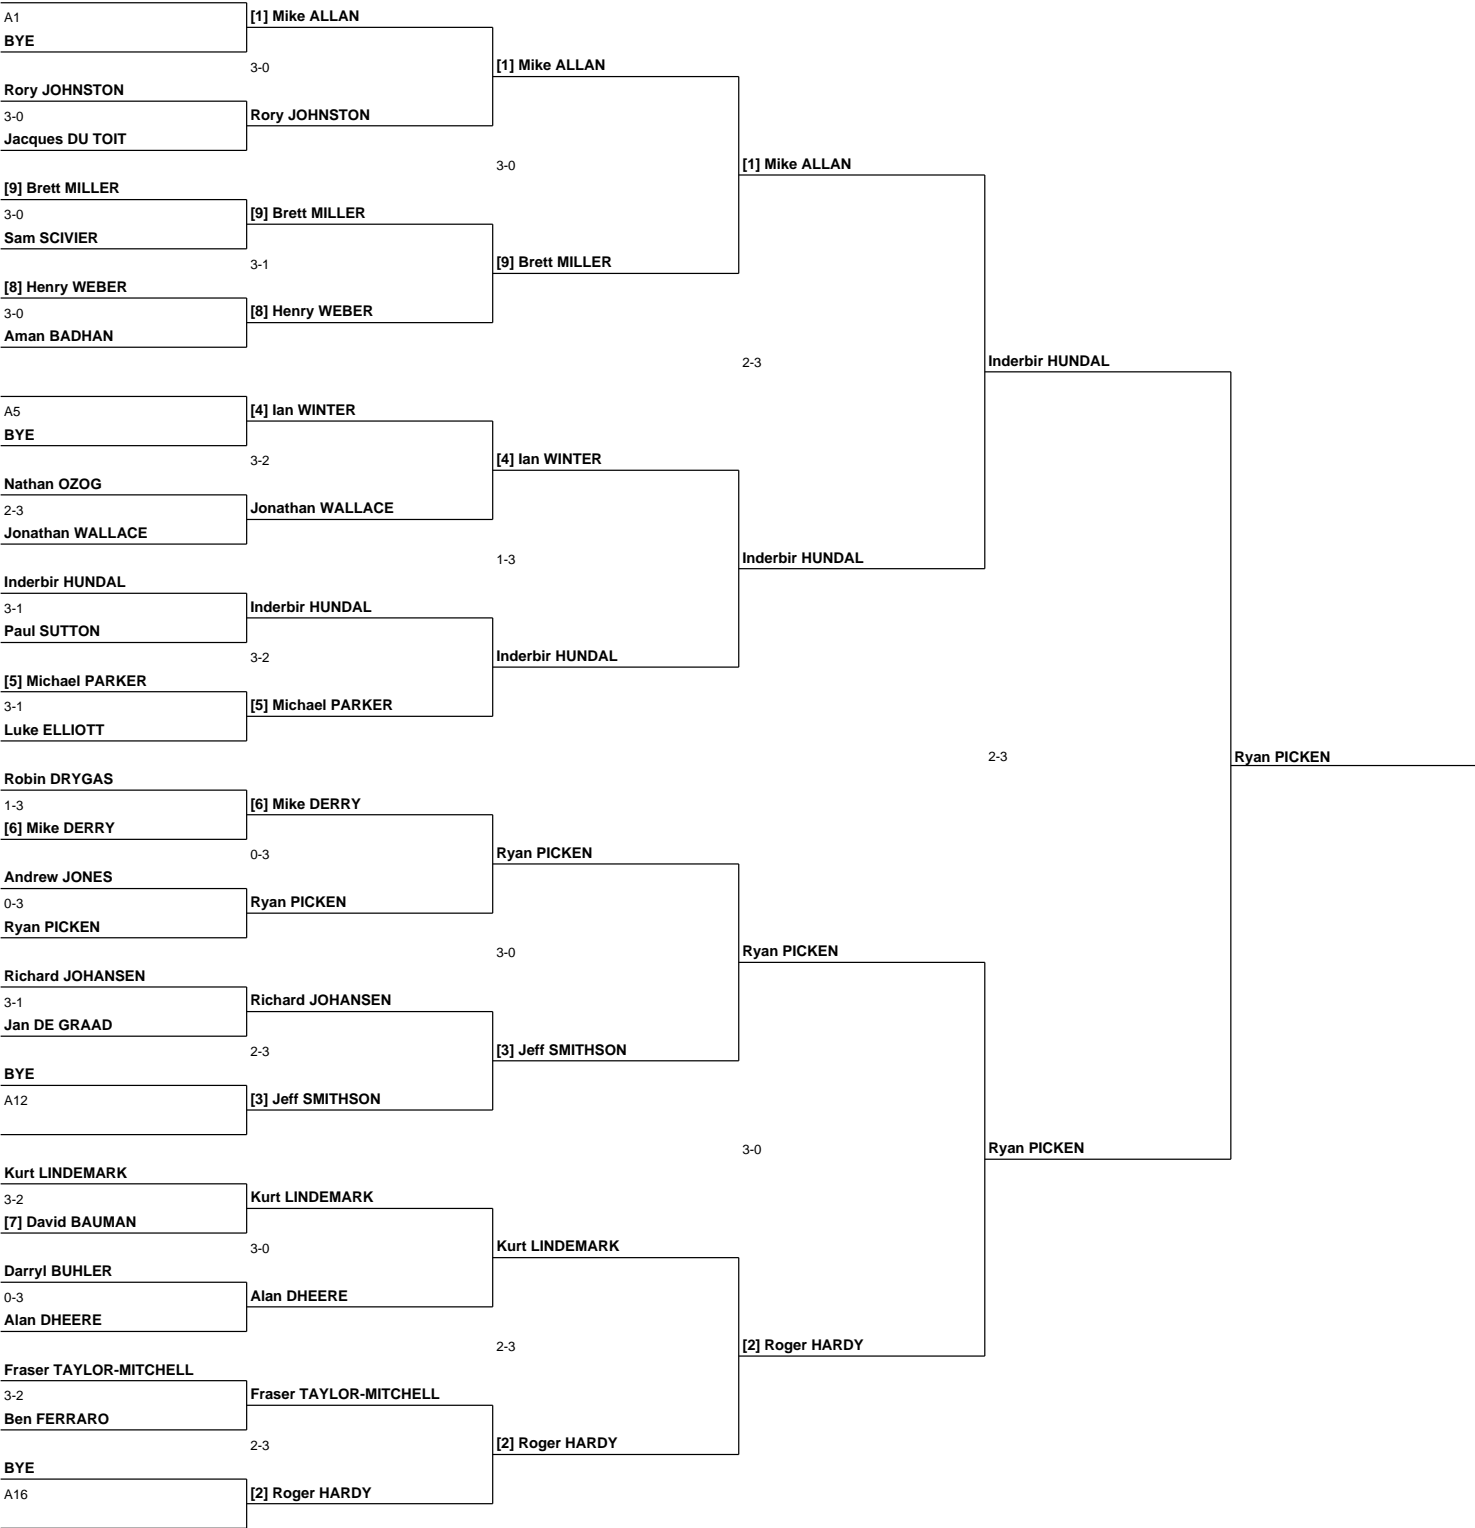 A1
BYE
[1] Mike ALLAN
3-0
Rory JOHNSTON
3-0
Jacques DU TOIT
Rory JOHNSTON
[1] Mike ALLAN
3-0
[9] Brett MILLER
3-0
Sam SCIVIER
[9] Brett MILLER
3-1
[8] Henry WEBER
3-0
Aman BADHAN
[8] Henry WEBER
[9] Brett MILLER
[1] Mike ALLAN
2-3
A5
BYE
[4] Ian WINTER
3-2
Nathan OZOG
2-3
Jonathan WALLACE
Jonathan WALLACE
[4] Ian WINTER
1-3
Inderbir HUNDAL
3-1
Paul SUTTON
Inderbir HUNDAL
3-2
[5] Michael PARKER
3-1
Luke ELLIOTT
[5] Michael PARKER
Inderbir HUNDAL
Inderbir HUNDAL
Inderbir HUNDAL
2-3
Ryan PICKEN
Robin DRYGAS
1-3
[6] Mike DERRY
[6] Mike DERRY
0-3
Andrew JONES
0-3
Ryan PICKEN
Ryan PICKEN
Ryan PICKEN
3-0
Richard JOHANSEN
3-1
Jan DE GRAAD
Richard JOHANSEN
2-3
BYE
A12
[3] Jeff SMITHSON
[3] Jeff SMITHSON
Ryan PICKEN
3-0
Ryan PICKEN
Kurt LINDEMARK
3-2
[7] David BAUMAN
Kurt LINDEMARK
3-0
Darryl BUHLER
0-3
Alan DHEERE
Alan DHEERE
Kurt LINDEMARK
2-3
Fraser TAYLOR-MITCHELL
3-2
Ben FERRARO
Fraser TAYLOR-MITCHELL
2-3
BYE
A16
[2] Roger HARDY
[2] Roger HARDY
[2] Roger HARDY